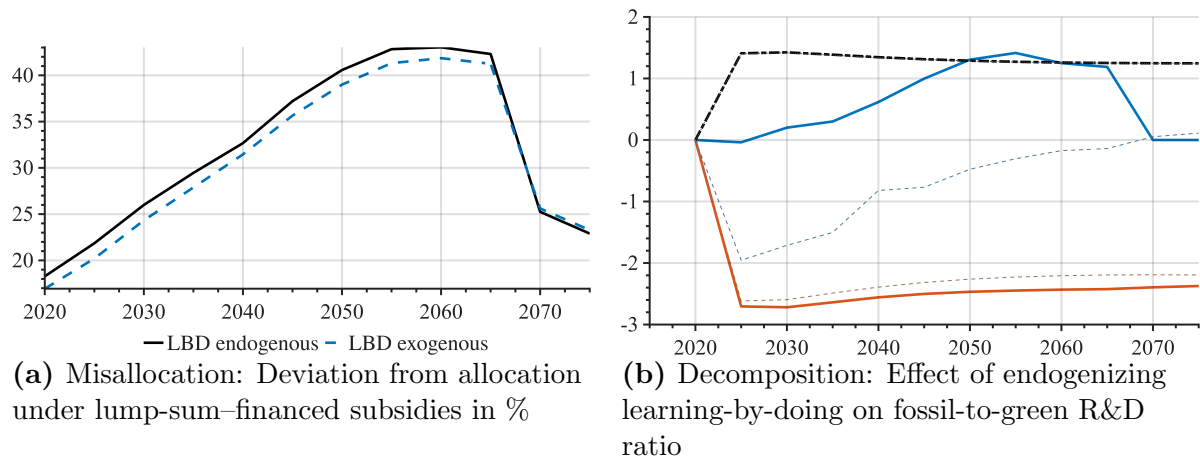 40
35
30
25
20
2020 2030 2040 2050 2060 2070
LBD endogenous LBD exogenous
(a) Misallocation: Deviation from allocation
under lump-sum–financed subsidies in %
2
1
0
-1
-2
-3
2020 2030 2040 2050 2060 2070
(b) Decomposition: Effect of endogenizing
learning-by-doing on fossil-to-green R&D
ratio